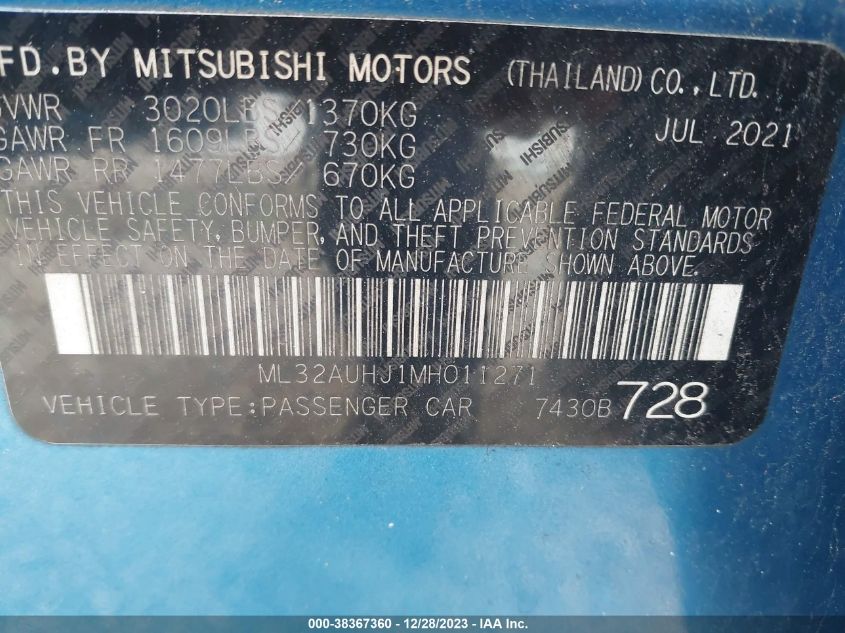 FD.BY MITSUBISHI MOTORS (THAILAND) CO., LTD.
GVWR 3020LBS/1370KG JUL 2021
GAWR FR 1609LBS/ 730KG
GAWR RR 1477LBS/ 670KG
THIS VEHICLE CONFORMS TO ALL APPLICABLE FEDERAL MOTOR
VEHICLE SAFETY, BUMPER, AND THEFT PREVENTION STANDARDS
IN EFFECT ON THE DATE OF MANUFACTURE SHOWN ABOVE.
ML32AUHJ1MH011271
VEHICLE TYPE:PASSENGER CAR 7430B 728
000-38367360 - 12/28/2023 - IAA Inc.